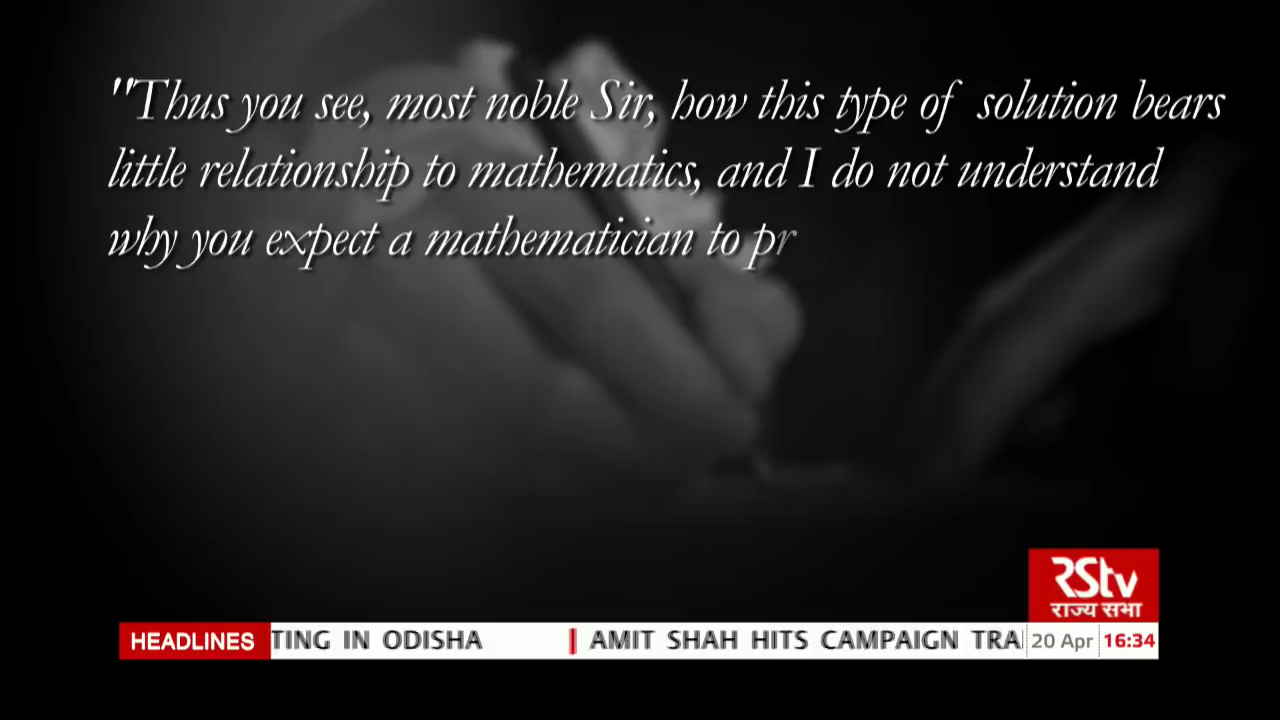 "Thus you see, most noble Sir, how this type of solution bears
little relationship to mathematics, and I do not understand
why you expect a mathematician to pr
RStv
राज्य सभा
HEADLINES TING IN ODISHA | AMIT SHAH HITS CAMPAIGN TRA 20 Apr 16:34